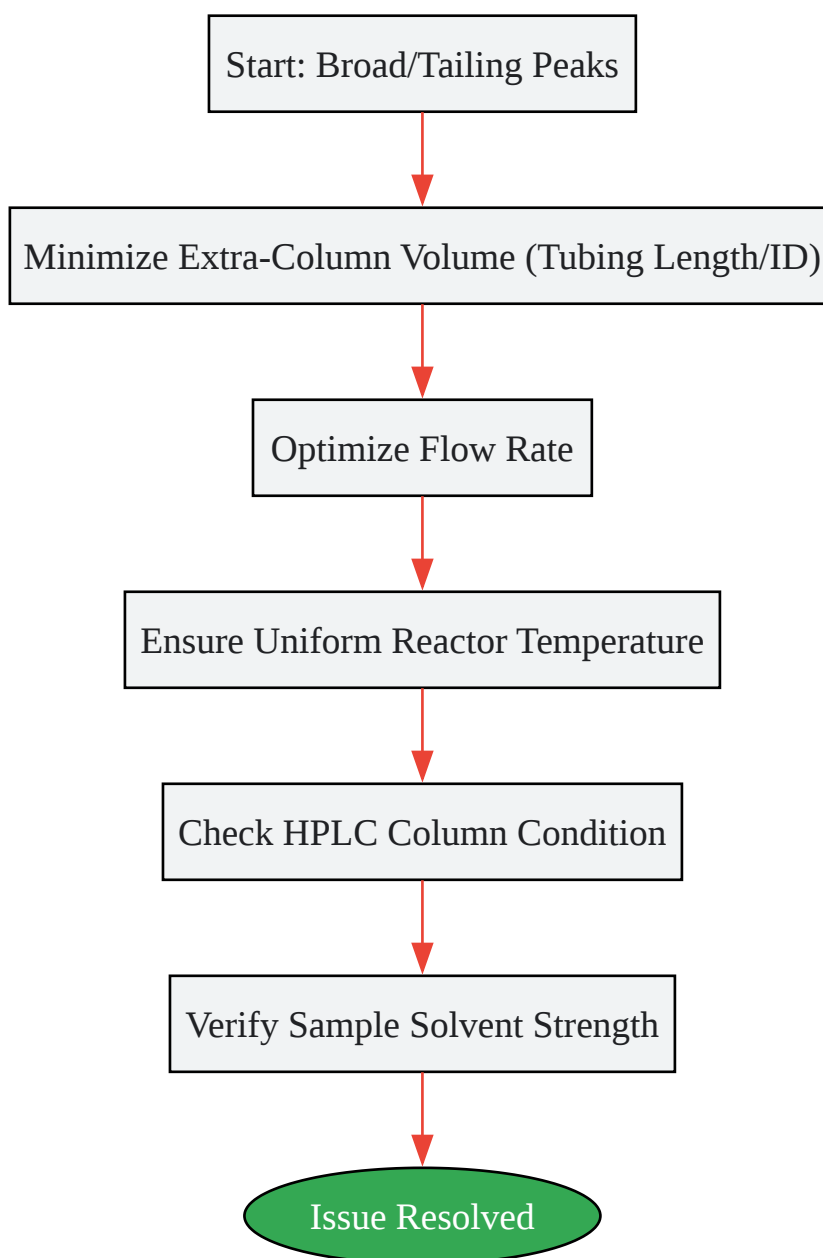 Start: Broad/Tailing Peaks
Minimize Extra-Column Volume (Tubing Length/ID)
Optimize Flow Rate
Ensure Uniform Reactor Temperature
Check HPLC Column Condition
Verify Sample Solvent Strength
Issue Resolved